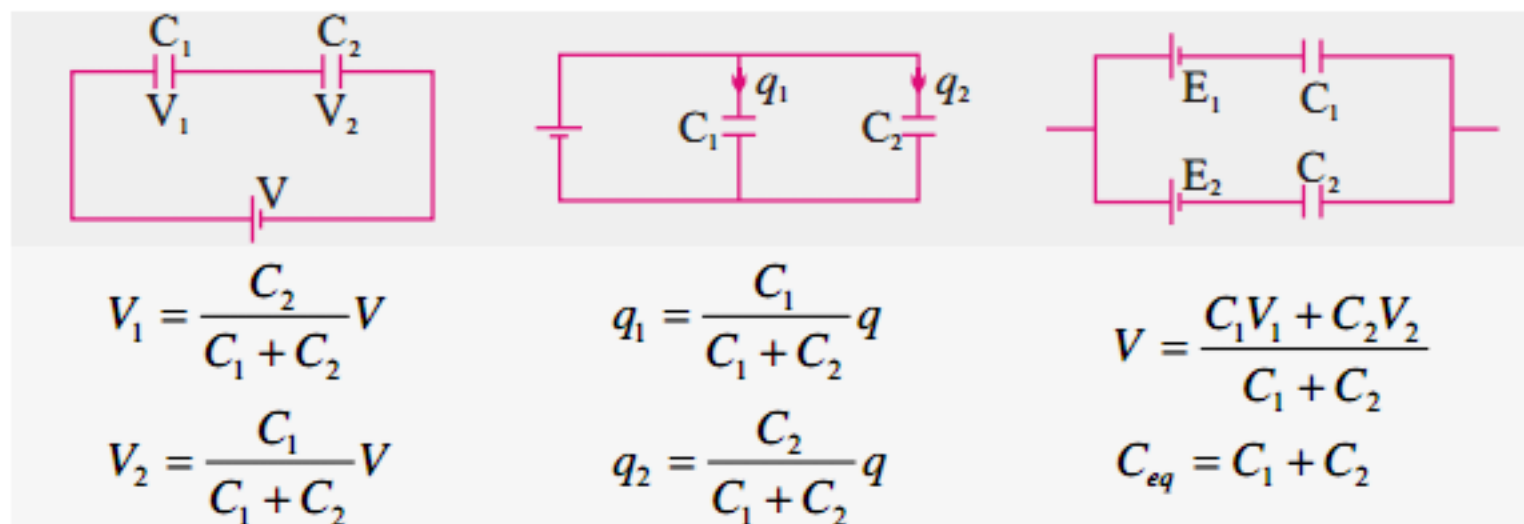 C₁ C₂
V₁ V₂
V
q₁ q₂
C₁ C₂
E₁ C₁
E₂ C₂
V₁ = C₂/(C₁ + C₂) V
V₂ = C₁/(C₁ + C₂) V
q₁ = C₁/(C₁ + C₂) q
q₂ = C₂/(C₁ + C₂) q
V = (C₁V₁ + C₂V₂)/(C₁ + C₂)
C_eq = C₁ + C₂